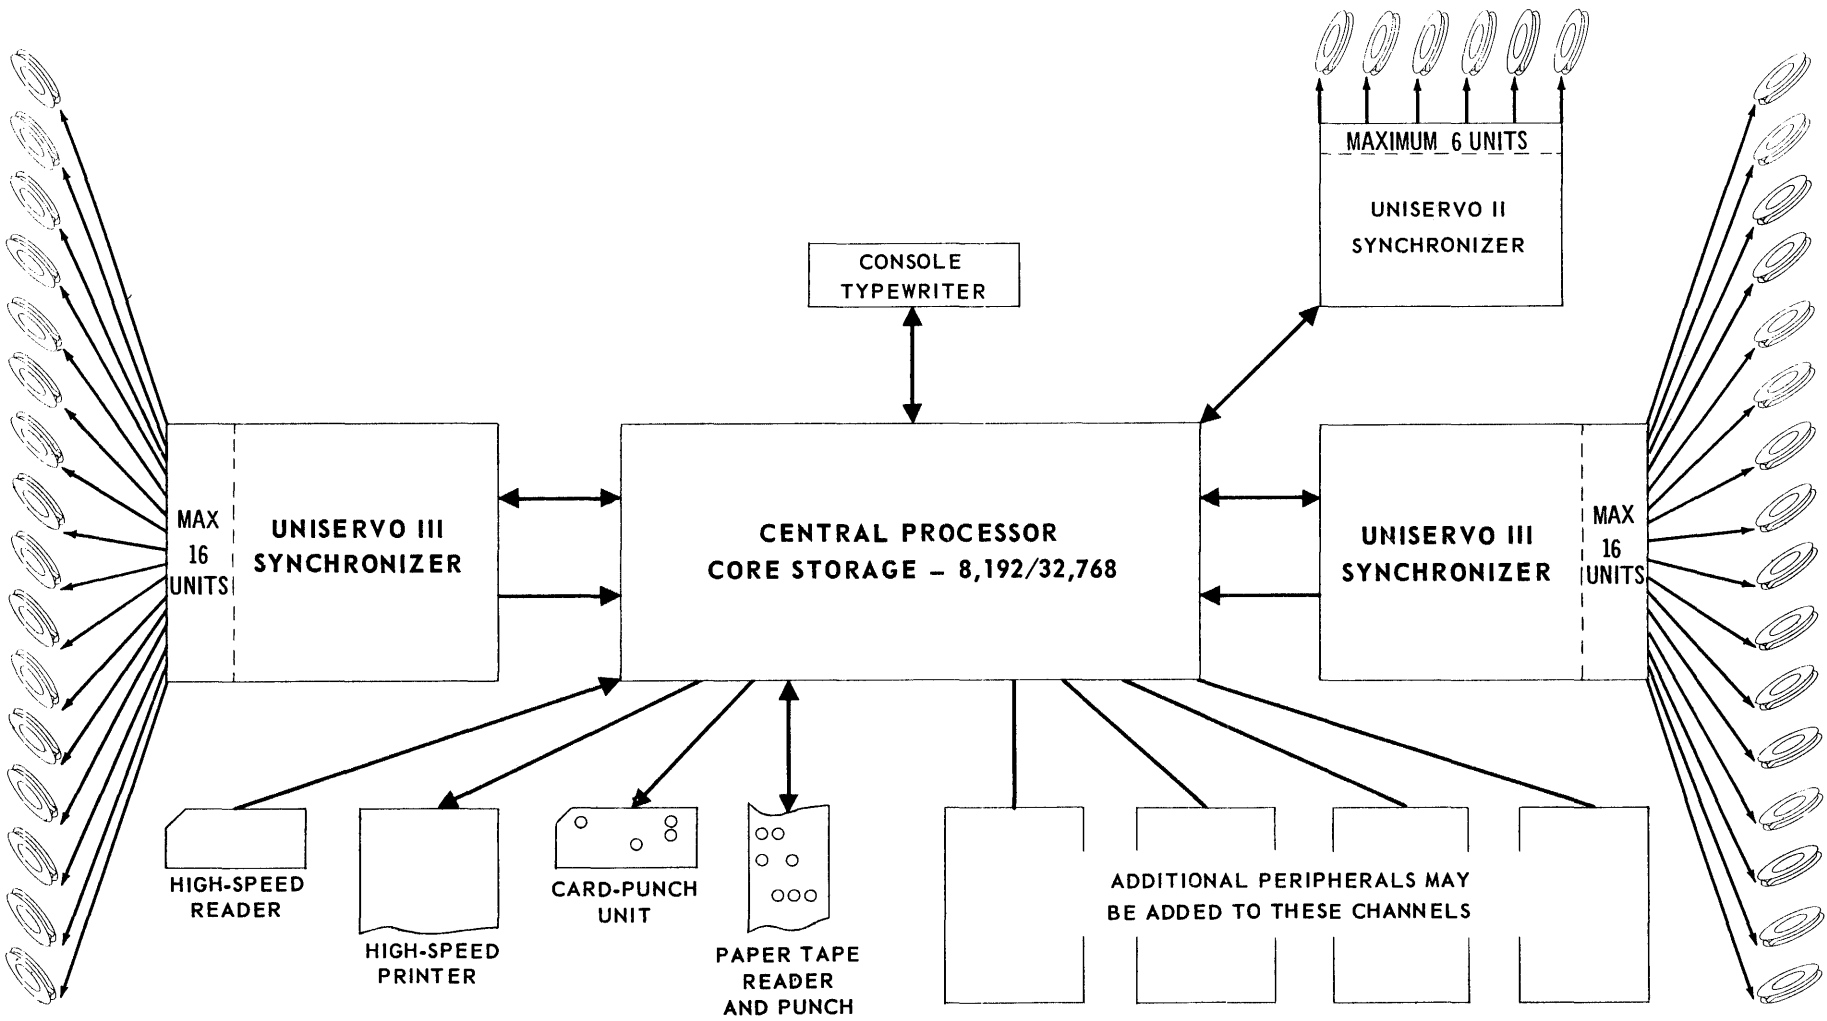 MAXIMUM 6 UNITS
UNISERVO II
SYNCHRONIZER
CONSOLE
TYPEWRITER
MAX
16
UNITS
UNISERVO III
SYNCHRONIZER
CENTRAL PROCESSOR
CORE STORAGE – 8,192/32,768
UNISERVO III
SYNCHRONIZER
MAX
16
UNITS
HIGH-SPEED
READER
HIGH-SPEED
PRINTER
CARD-PUNCH
UNIT
PAPER TAPE
READER
AND PUNCH
ADDITIONAL PERIPHERALS MAY
BE ADDED TO THESE CHANNELS